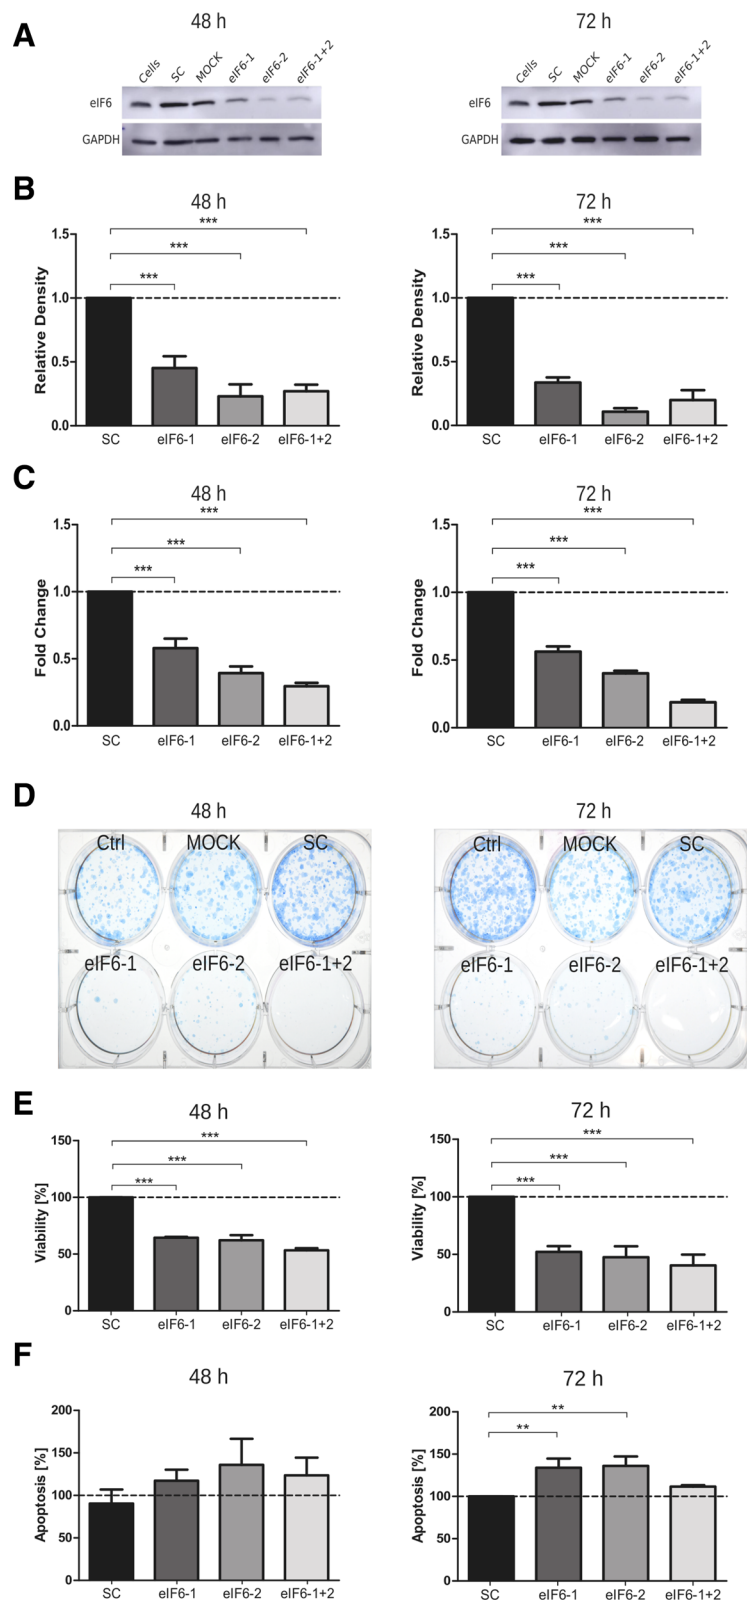 A
48 h
72 h
Cells SC MOCK eIF6-1 eIF6-2 eIF6-1+2
Cells SC MOCK eIF6-1 eIF6-2 eIF6-1+2
eIF6
eIF6
GAPDH
GAPDH
B
48 h
72 h
Relative Density
1.5
1.0
0.5
0.0
***
***
***
SC eIF6-1 eIF6-2 eIF6-1+2
Relative Density
1.5
1.0
0.5
0.0
***
***
***
SC eIF6-1 eIF6-2 eIF6-1+2
C
48 h
72 h
Fold Change
1.5
1.0
0.5
0.0
***
***
***
SC eIF6-1 eIF6-2 eIF6-1+2
Fold Change
1.5
1.0
0.5
0.0
***
***
***
SC eIF6-1 eIF6-2 eIF6-1+2
D
48 h
72 h
Ctrl MOCK SC
eIF6-1 eIF6-2 eIF6-1+2
Ctrl MOCK SC
eIF6-1 eIF6-2 eIF6-1+2
E
48 h
72 h
Viability [%]
150
100
50
0
***
***
***
SC eIF6-1 eIF6-2 eIF6-1+2
Viability [%]
150
100
50
0
***
***
***
SC eIF6-1 eIF6-2 eIF6-1+2
F
48 h
72 h
Apoptosis [%]
200
150
100
50
0
SC eIF6-1 eIF6-2 eIF6-1+2
Apoptosis [%]
200
150
100
50
0
**
**
SC eIF6-1 eIF6-2 eIF6-1+2